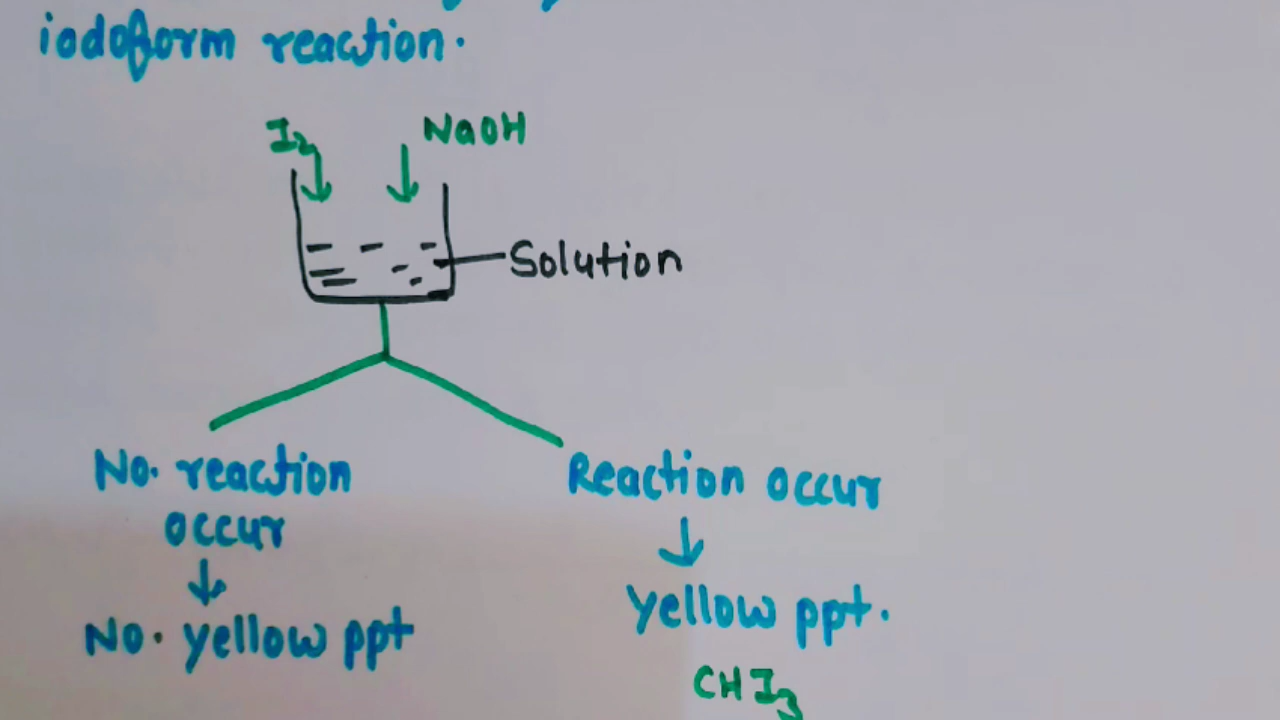 iodoform reaction.
I₂
NaOH
Solution
No. reaction
occur
No. yellow ppt
Reaction occur
Yellow ppt.
CHI₃